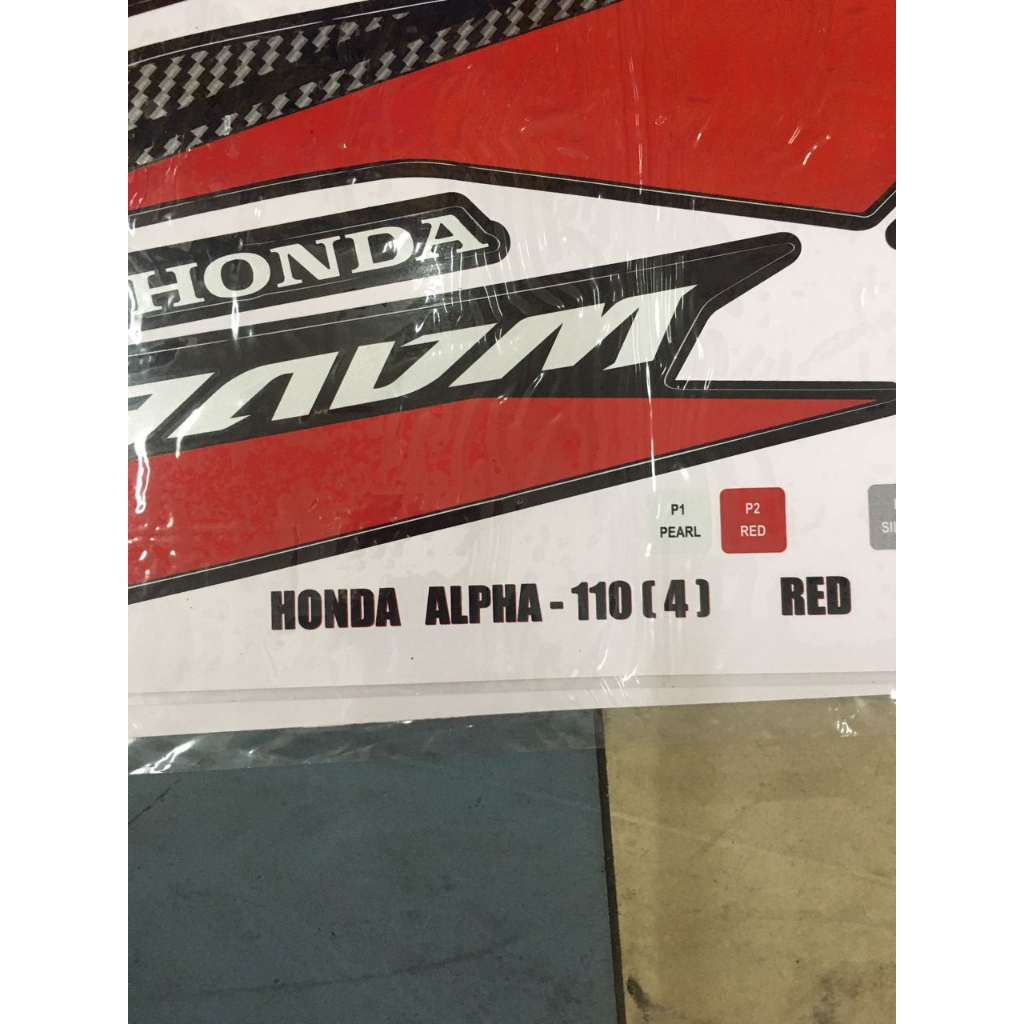 HONDA
P1 P2
PEARL RED
HONDA ALPHA - 110 ( 4 ) RED